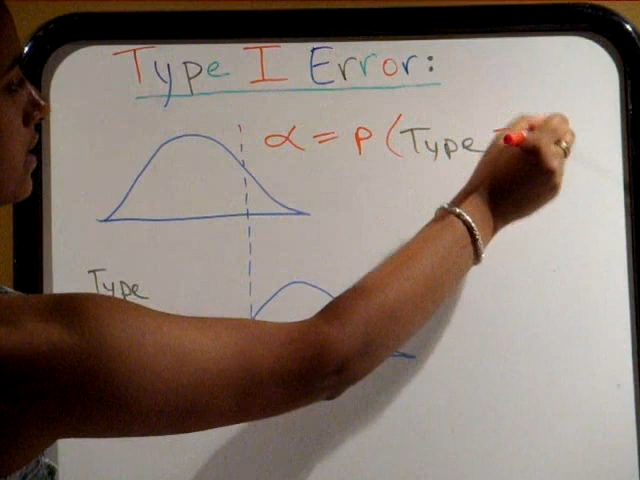 Type I Error:
α = P(Type
Type